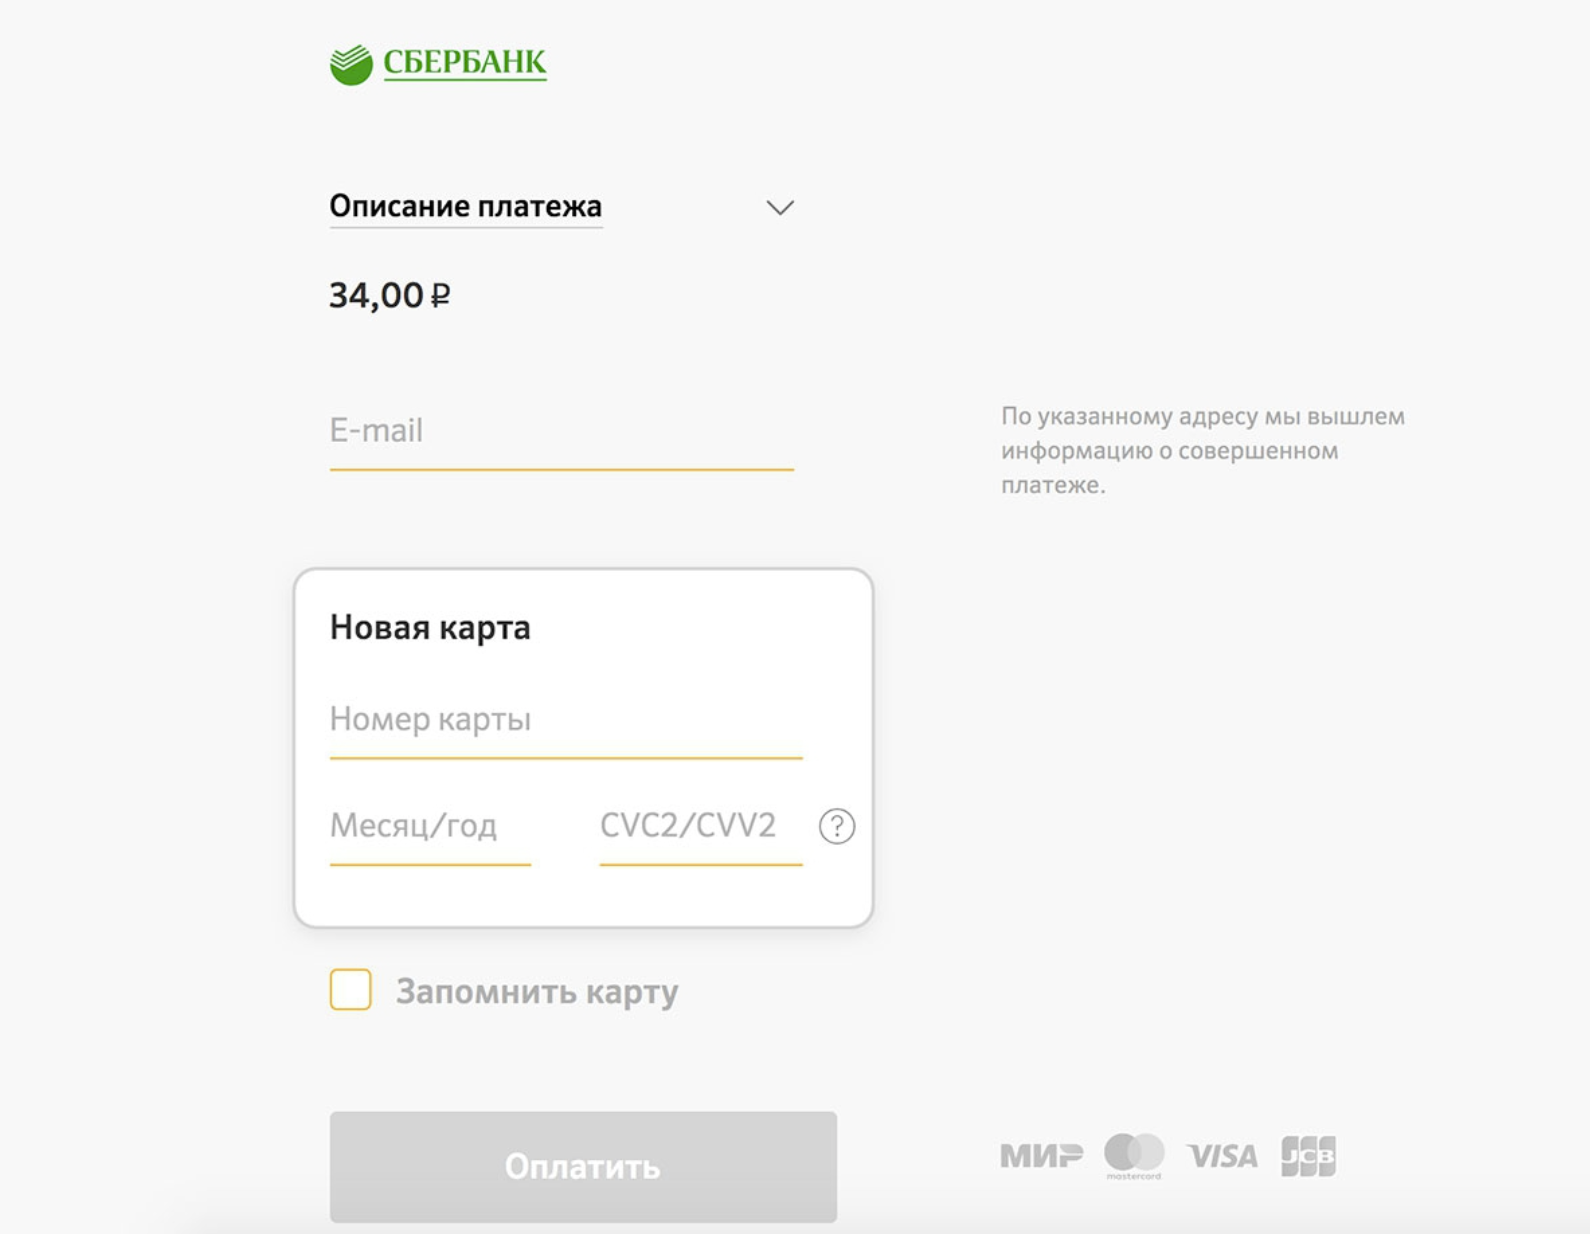 СБЕРБАНК
Описание платежа
34,00 ₽
E-mail
По указанному адресу мы вышлем
информацию о совершенном
платеже.
Новая карта
Номер карты
Месяц/год CVC2/CVV2 ?
Запомнить карту
Оплатить
МИР mastercard VISA JCB